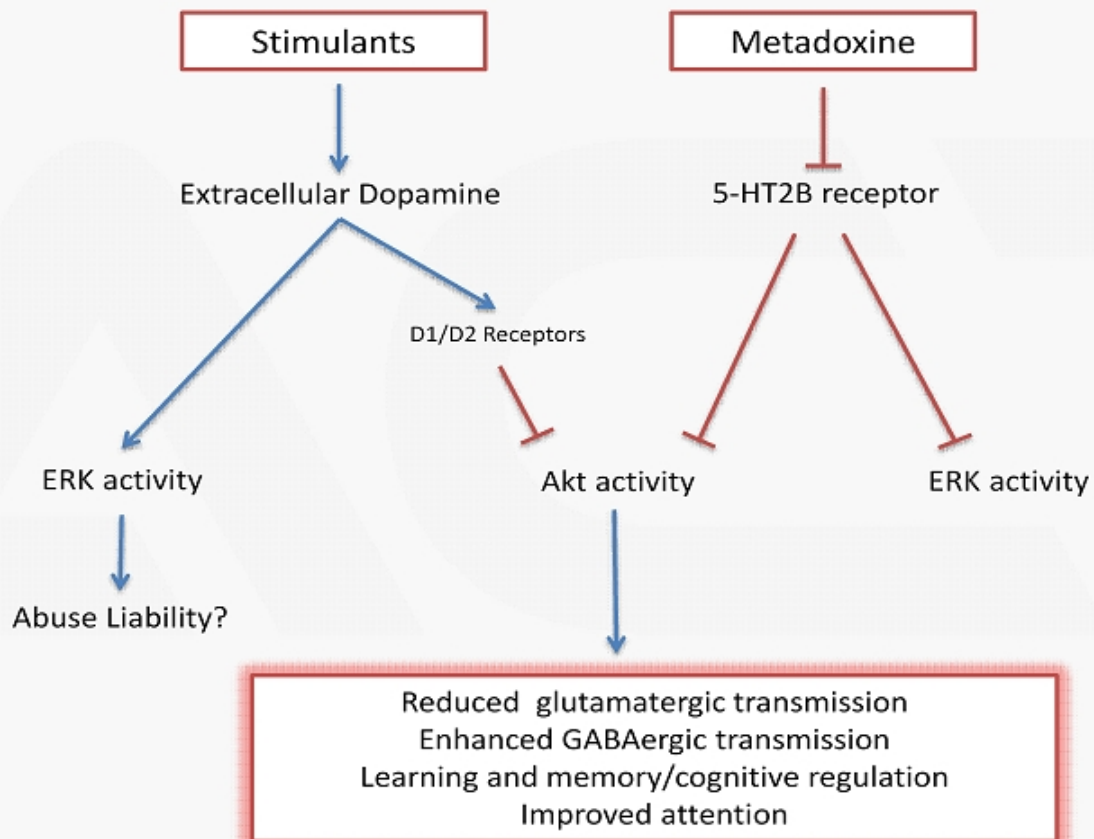 Stimulants
Metadoxine
Extracellular Dopamine
5-HT2B receptor
D1/D2 Receptors
ERK activity
Akt activity
ERK activity
Abuse Liability?
Reduced glutamatergic transmission
Enhanced GABAergic transmission
Learning and memory/cognitive regulation
Improved attention